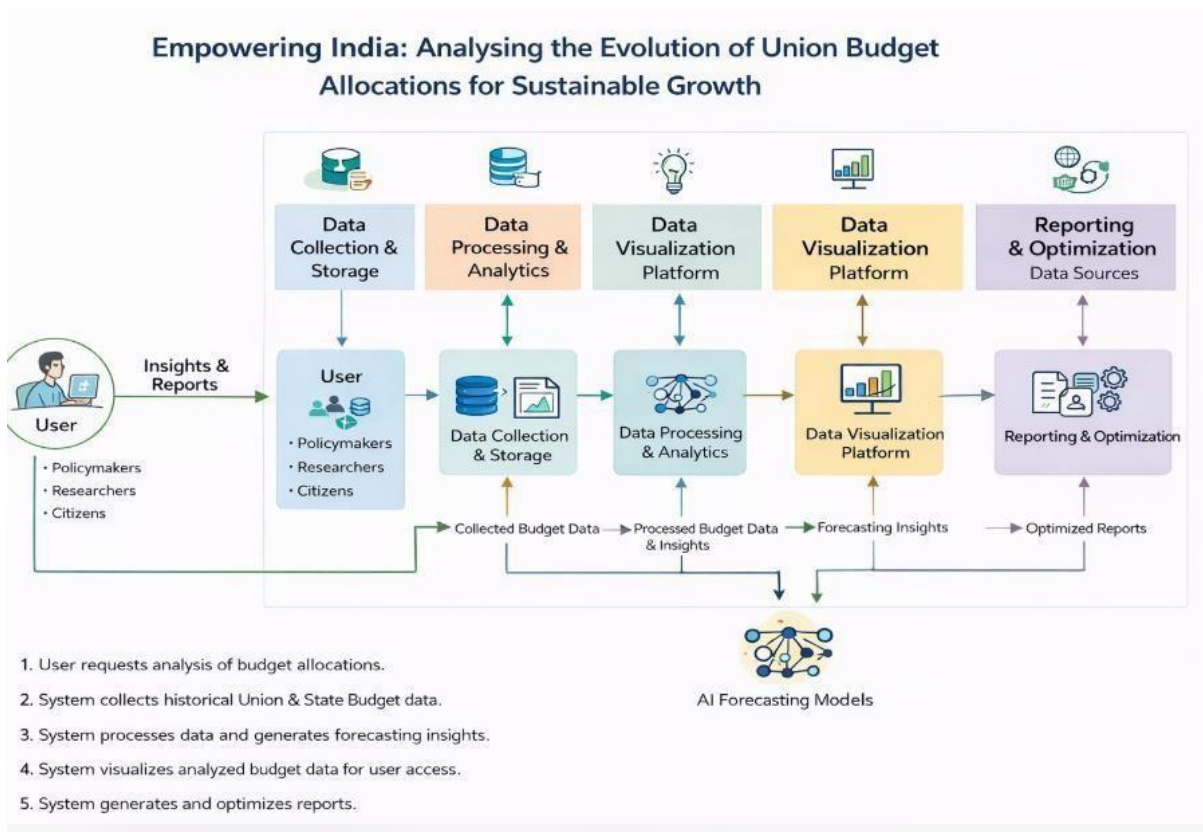 Empowering India: Analysing the Evolution of Union Budget
Allocations for Sustainable Growth
Data
Collection &
Storage
Data
Processing &
Analytics
Data
Visualization
Platform
Data
Visualization
Platform
Reporting
& Optimization
Data Sources
User
· Policymakers
· Researchers
· Citizens
Insights &
Reports
User
· Policymakers
· Researchers
· Citizens
Data Collection
& Storage
Data Processing
& Analytics
Data Visualization
Platform
Reporting & Optimization
Collected Budget Data
Processed Budget Data
& Insights
Forecasting Insights
Optimized Reports
AI Forecasting Models
1. User requests analysis of budget allocations.
2. System collects historical Union & State Budget data.
3. System processes data and generates forecasting insights.
4. System visualizes analyzed budget data for user access.
5. System generates and optimizes reports.